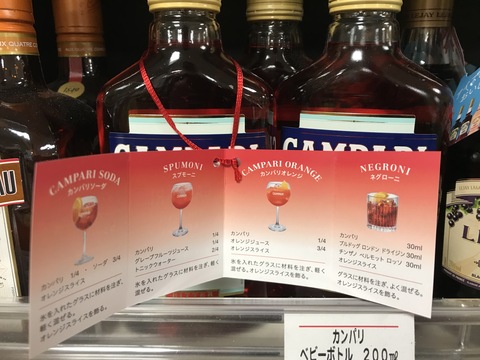 CAMPARI
CAMPARI
CAMPARI SODA
カンパリソーダ
カンパリ 1/4 ・ ソーダ 3/4
オレンジスライス
氷を入れたグラスに材料を注ぎ、軽く
混ぜる。
オレンジスライスを飾る。
SPUMONI
スプモーニ
カンパリ 1/4
グレープフルーツジュース 1/4
トニックウォーター 2/4
氷を入れたグラスに材料を注ぎ、軽く
混ぜる。
CAMPARI ORANGE
カンパリオレンジ
カンパリ 1/4
オレンジジュース 3/4
オレンジスライス
氷を入れたグラスに材料を注ぎ、軽く
混ぜる。オレンジスライスを飾る。
NEGRONI
ネグローニ
カンパリ 30ml
ブルドッグ ロンドン ドライジン 30ml
チンザノ ベルモット ロッソ 30ml
オレンジスライス
グラスに材料を注ぎ、よく混ぜる。
オレンジスライスを飾る。
カンパリ
ベビーボトル 200ml